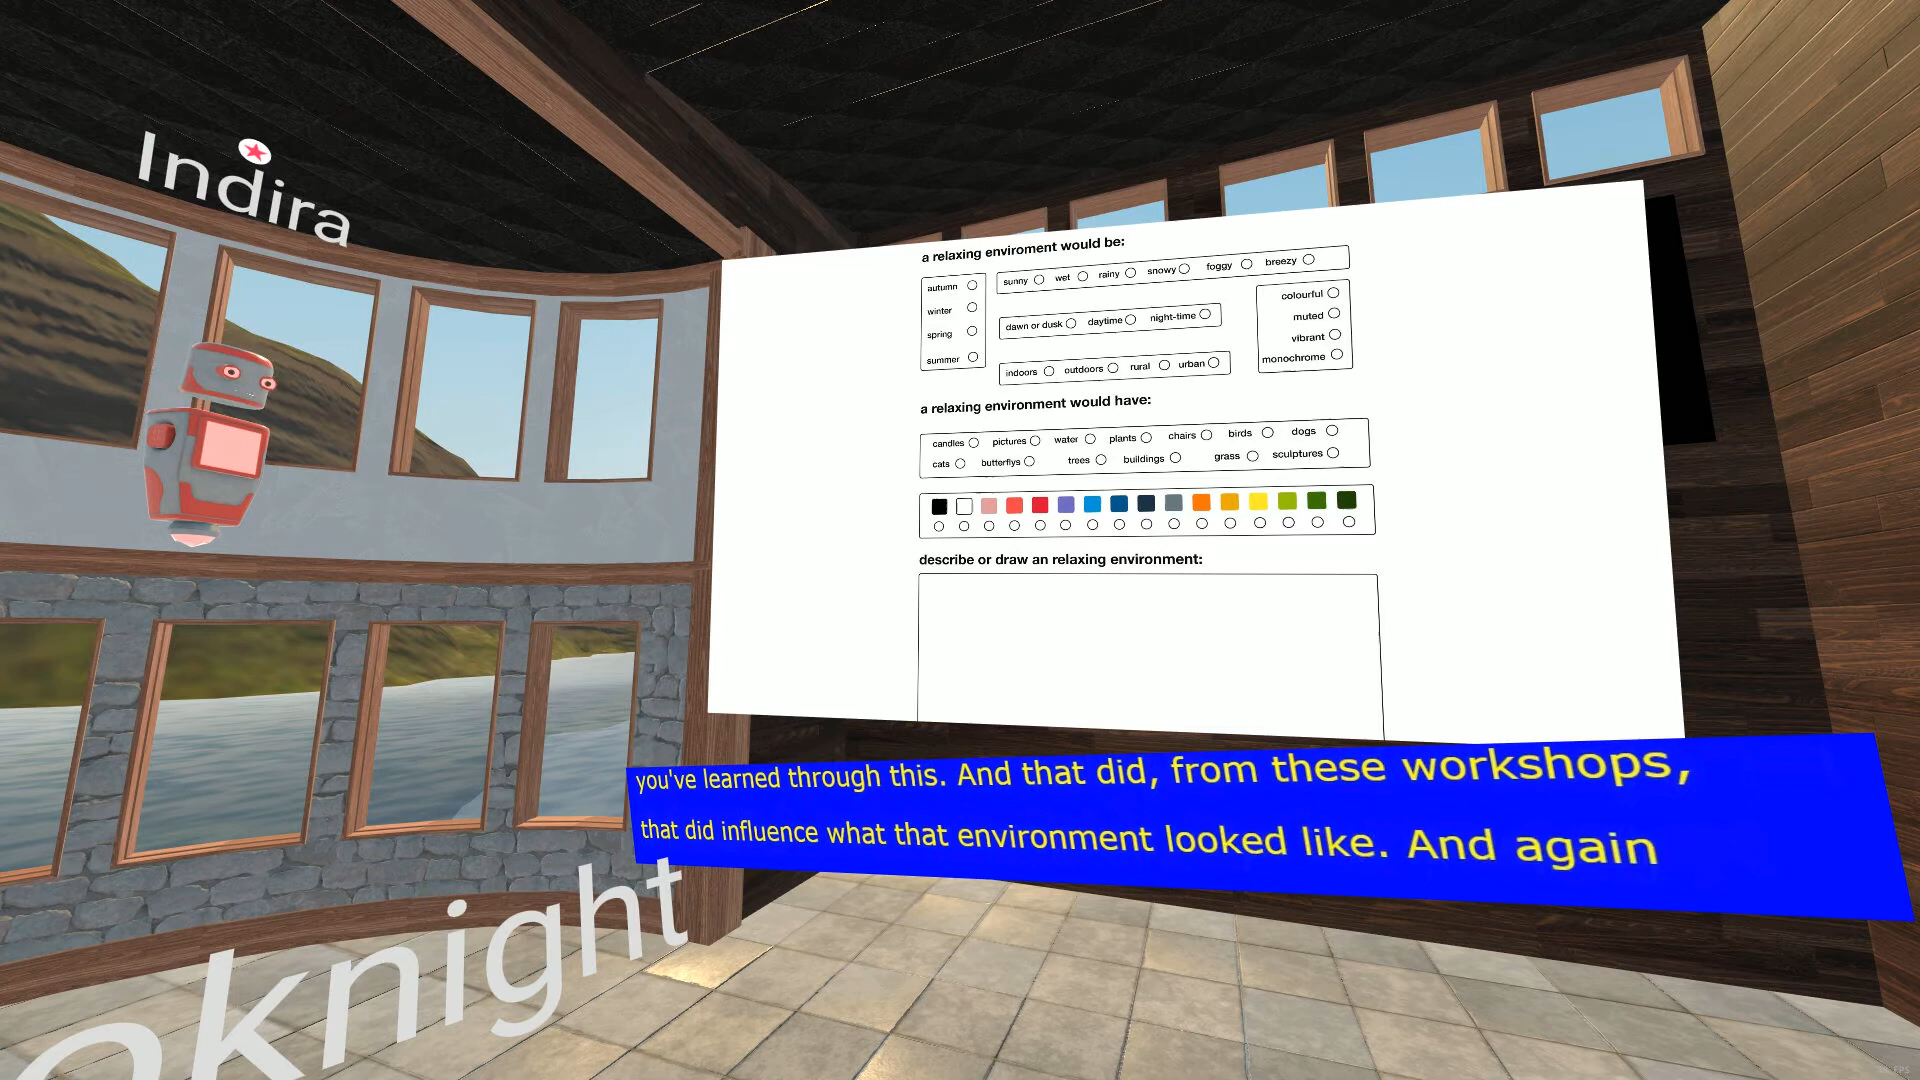 Indira
a relaxing enviroment would be:
sunny wet rainy snowy foggy breezy
autumn
winter
spring
summer
dawn or dusk daytime night-time
indoors outdoors rural urban
colourful
muted
vibrant
monochrome
a relaxing environment would have:
candles pictures water plants chairs birds dogs
cats butterflys trees buildings grass sculptures
describe or draw an relaxing environment:
you've learned through this. And that did, from these workshops,
that did influence what that environment looked like. And again
knight